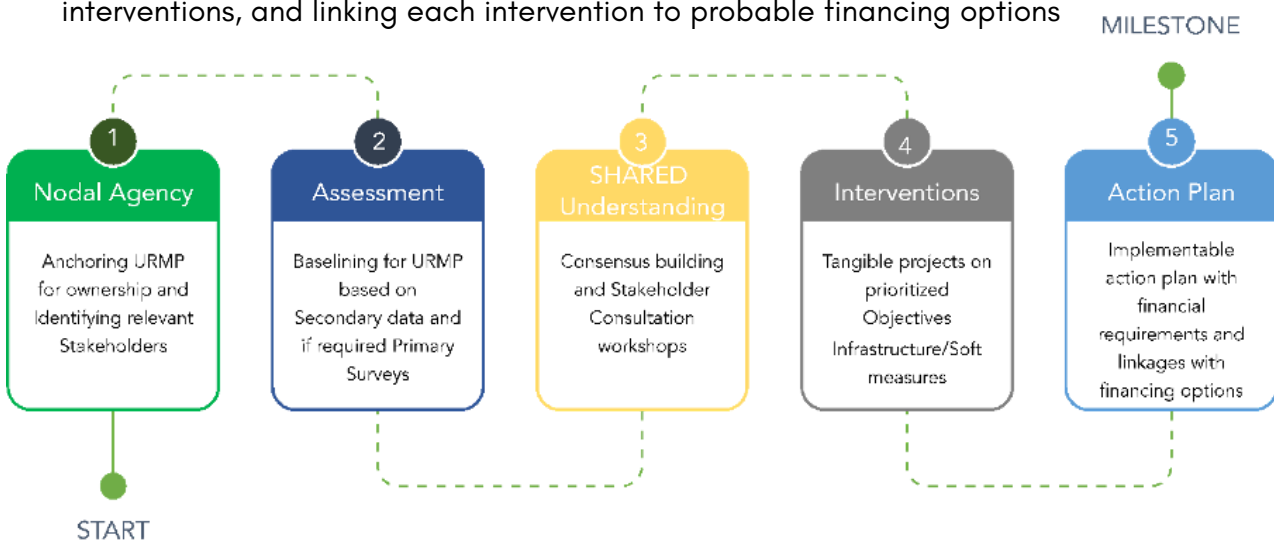 interventions, and linking each intervention to probable financing options
MILESTONE
1
Nodal Agency
Anchoring URMP
for ownership and
Identifying relevant
Stakeholders
START
2
Assessment
Baselining for URMP
based on
Secondary data and
if required Primary
Surveys
3
SHARED
Understanding
Consensus building
and Stakeholder
Consultation
workshops
4
Interventions
Tangible projects on
prioritized
Objectives
Infrastructure/Soft
measures
5
Action Plan
Implementable
action plan with
financial
requirements and
linkages with
financing options